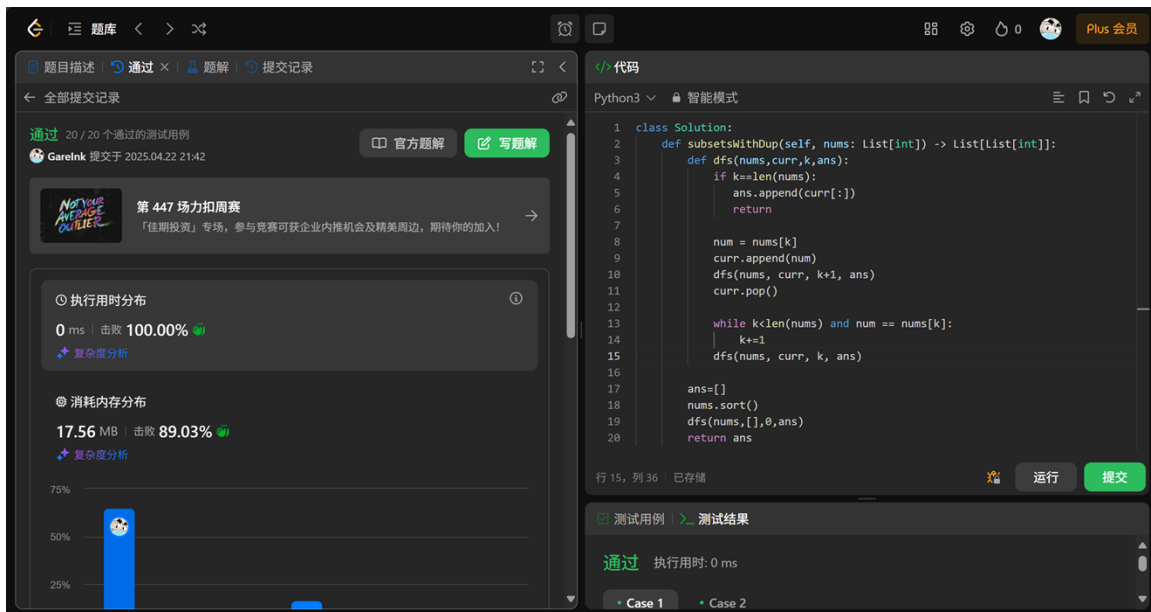 题库 0 Plus 会员
题目描述 通过 题解 提交记录
全部提交记录
通过 20 / 20 个通过的测试用例
GareInk 提交于 2025.04.22 21:42
官方题解 写题解
NOT YOUR
AVERAGE
OUTLIER
第 447 场力扣周赛
「佳期投资」专场，参与竞赛可获企业内推机会及精美周边，期待你的加入！
执行用时分布
0 ms 击败 100.00%
复杂度分析
消耗内存分布
17.56 MB 击败 89.03%
复杂度分析
75%
50%
25%
</> 代码
Python3 智能模式
1 class Solution:
2 def subsetsWithDup(self, nums: List[int]) -> List[List[int]]:
3 def dfs(nums,curr,k,ans):
4 if k==len(nums):
5 ans.append(curr[:])
6 return
7
8 num = nums[k]
9 curr.append(num)
10 dfs(nums, curr, k+1, ans)
11 curr.pop()
12
13 while k<len(nums) and num == nums[k]:
14 k+=1
15 dfs(nums, curr, k, ans)
16
17 ans=[]
18 nums.sort()
19 dfs(nums,[],0,ans)
20 return ans
行 15，列 36 已存储
运行 提交
测试用例 >_ 测试结果
通过 执行用时: 0 ms
• Case 1 • Case 2